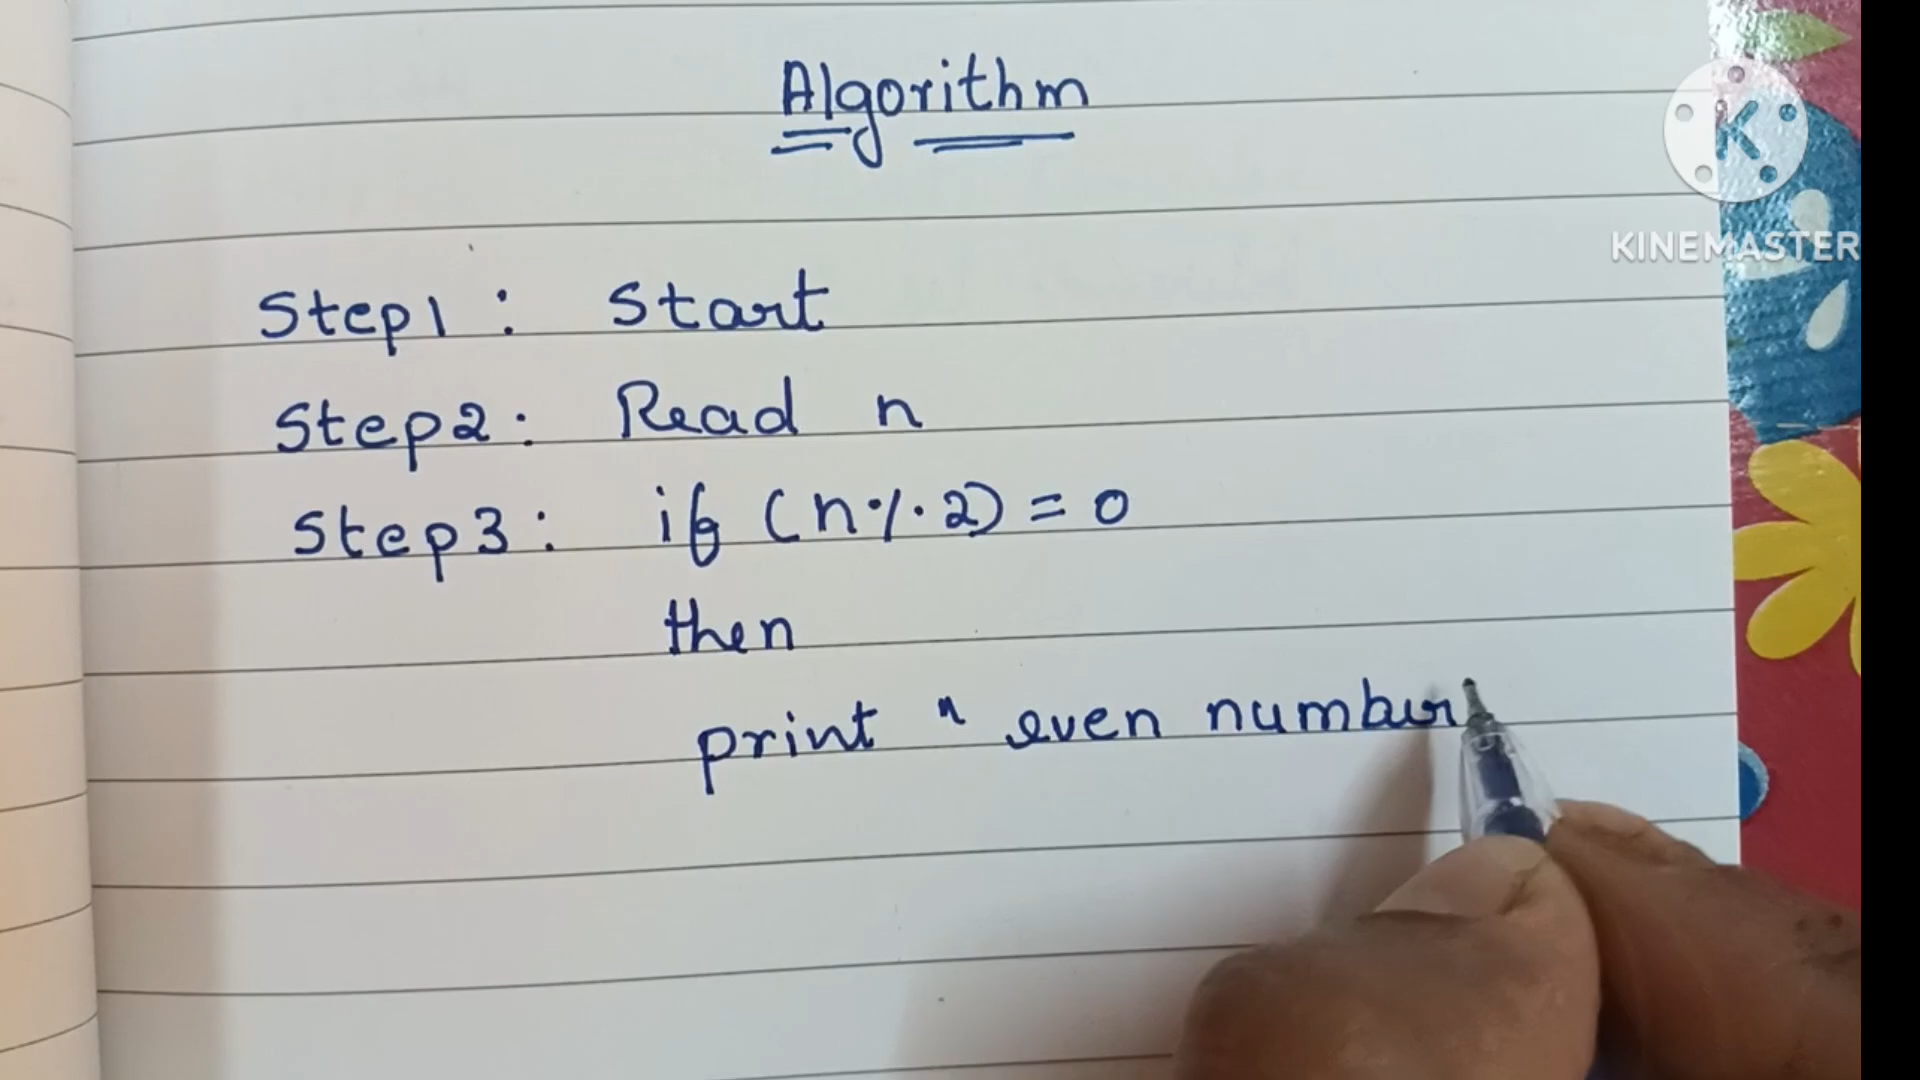 Algorithm
KINEMASTER
Step1 : Start
Step2 : Read n
Step3 : if (n%2) = 0
then
print " even number